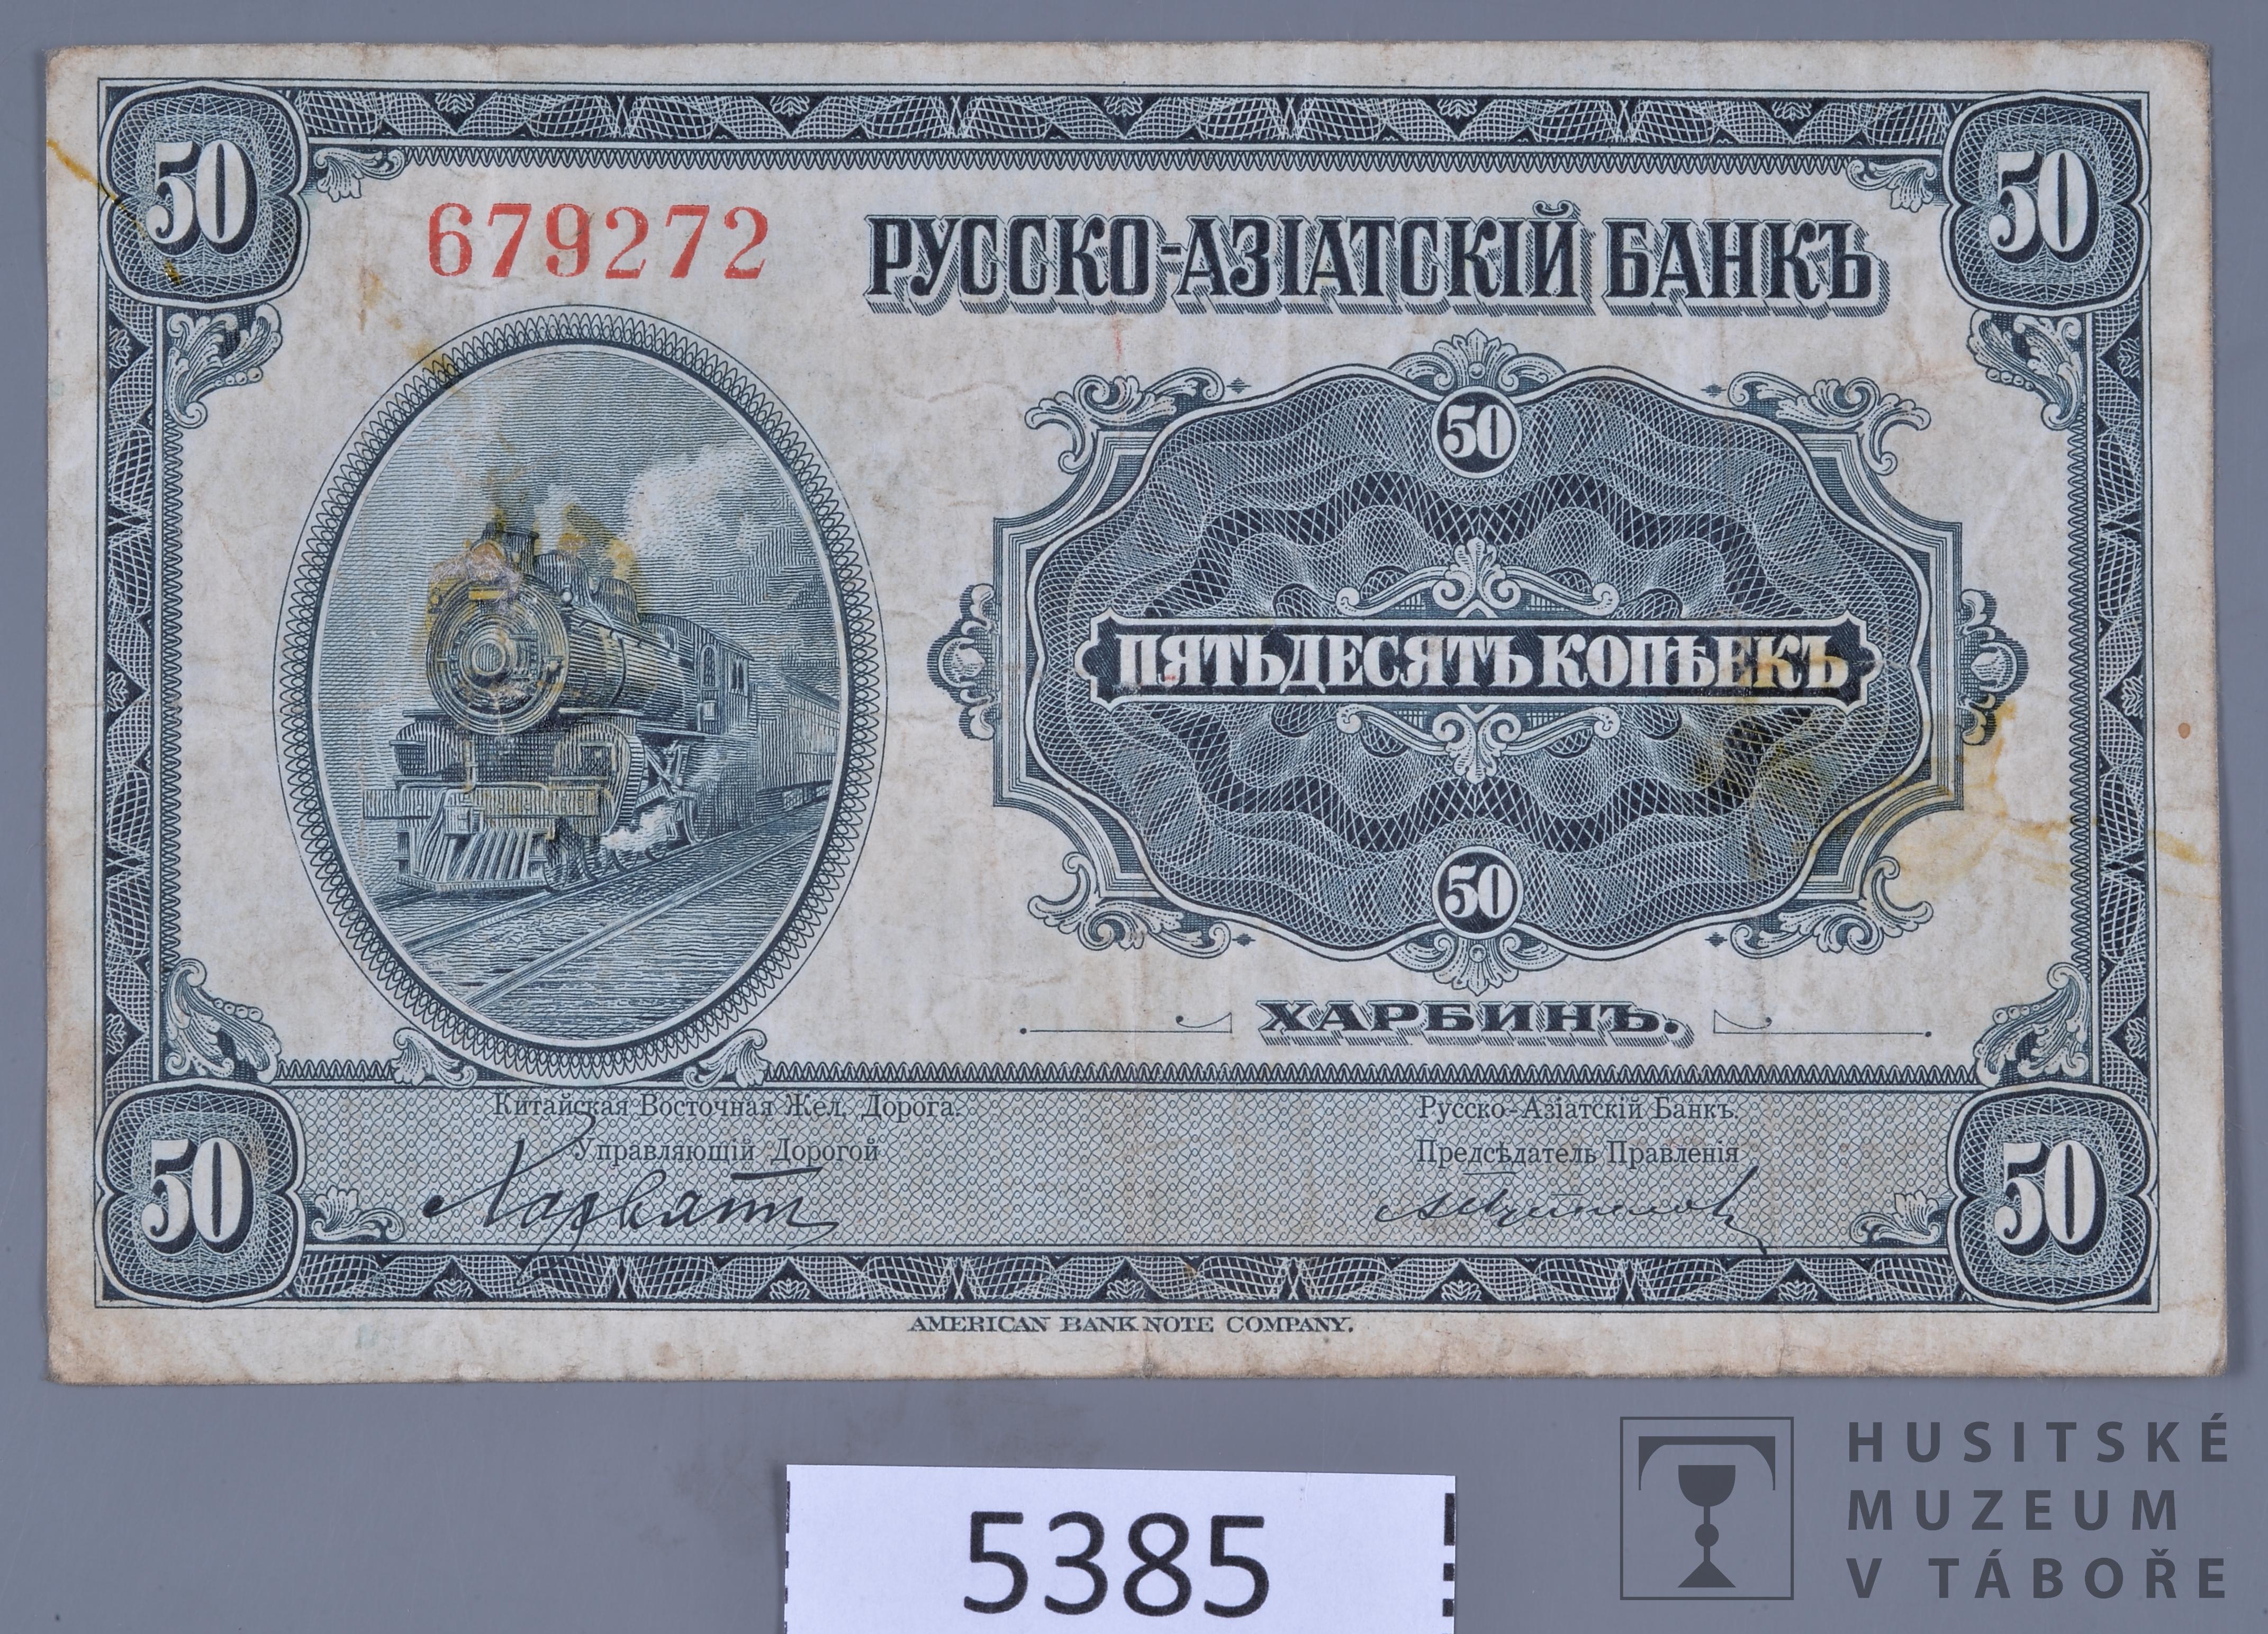 50
50
679272
РУССКО-АЗІАТСКІЙ БАНКЪ
50
ПЯТЬДЕСЯТЪ КОПѢЕКЪ
50
ХАРБИНЪ.
Китайская Восточная Жел. Дорога.
Русско-Азіатскій Банкъ.
Управляющій Дорогой
Предсѣдатель Правленія
Хорватъ
50
50
AMERICAN BANK NOTE COMPANY.
5385
HUSITSKÉ
MUZEUM
V TÁBOŘE